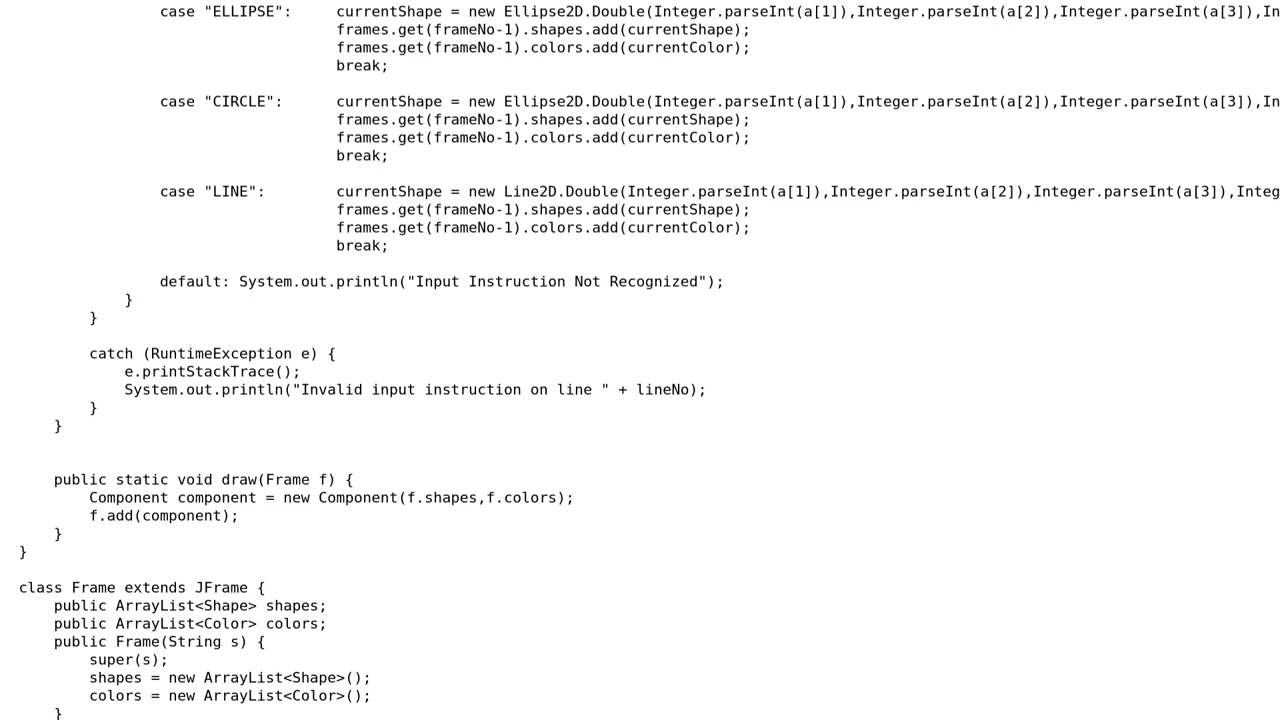 case "ELLIPSE": currentShape = new Ellipse2D.Double(Integer.parseInt(a[1]),Integer.parseInt(a[2]),Integer.parseInt(a[3]),In
frames.get(frameNo-1).shapes.add(currentShape);
frames.get(frameNo-1).colors.add(currentColor);
break;
case "CIRCLE": currentShape = new Ellipse2D.Double(Integer.parseInt(a[1]),Integer.parseInt(a[2]),Integer.parseInt(a[3]),In
frames.get(frameNo-1).shapes.add(currentShape);
frames.get(frameNo-1).colors.add(currentColor);
break;
case "LINE": currentShape = new Line2D.Double(Integer.parseInt(a[1]),Integer.parseInt(a[2]),Integer.parseInt(a[3]),Integ
frames.get(frameNo-1).shapes.add(currentShape);
frames.get(frameNo-1).colors.add(currentColor);
break;
default: System.out.println("Input Instruction Not Recognized");
}
}
catch (RuntimeException e) {
e.printStackTrace();
System.out.println("Invalid input instruction on line " + lineNo);
}
}
public static void draw(Frame f) {
Component component = new Component(f.shapes,f.colors);
f.add(component);
}
}
class Frame extends JFrame {
public ArrayList<Shape> shapes;
public ArrayList<Color> colors;
public Frame(String s) {
super(s);
shapes = new ArrayList<Shape>();
colors = new ArrayList<Color>();
}